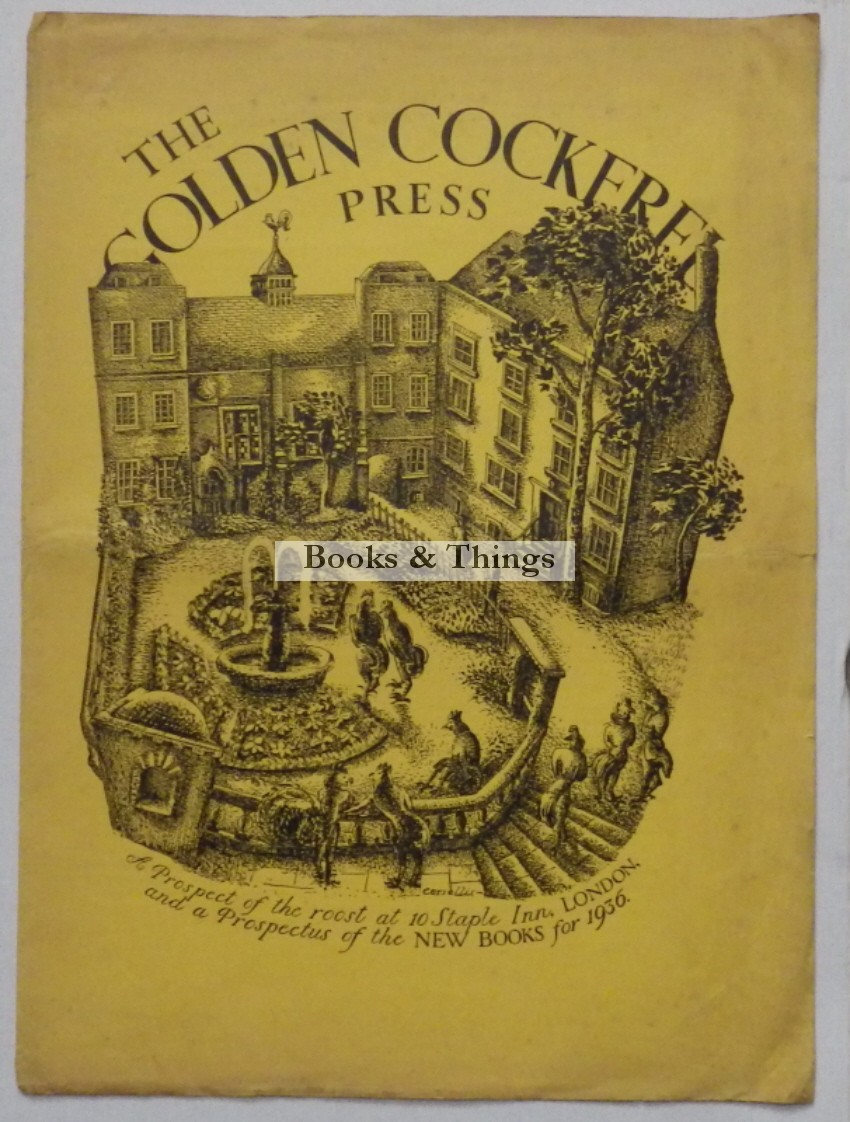 THE
GOLDEN COCKEREL
PRESS
Books & Things
A Prospect of the roost at 10 Staple Inn, LONDON.
and a Prospectus of the NEW BOOKS for 1936.